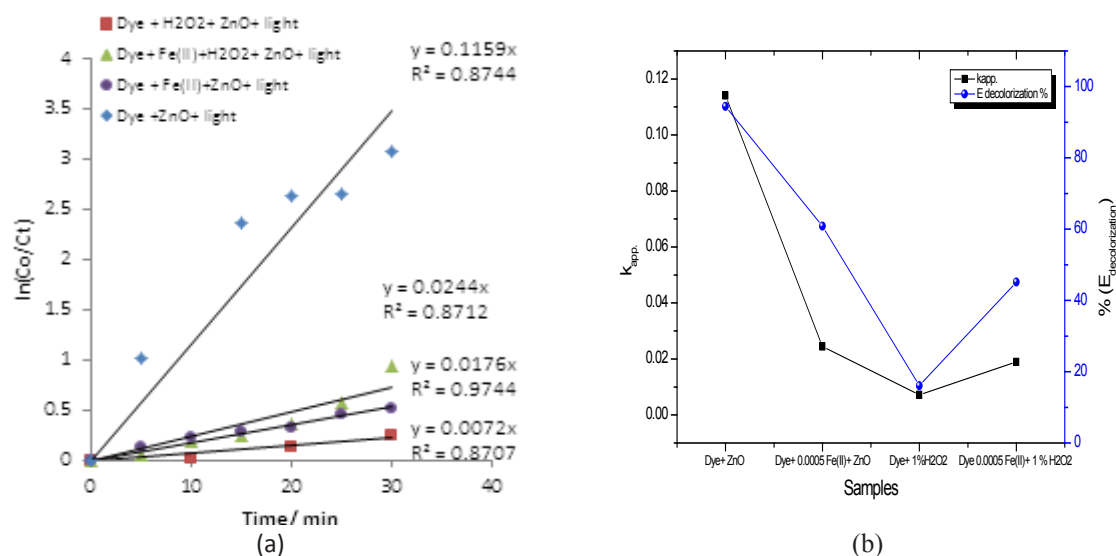 Dye + H2O2+ ZnO+ light
Dye+ Fe(II)+H2O2+ ZnO+ light
Dye + Fe(II)+ZnO+ light
Dye +ZnO+ light
y = 0.1159x
R² = 0.8744
y = 0.0244x
R² = 0.8712
y = 0.0176x
R² = 0.9744
y = 0.0072x
R² = 0.8707
ln(Co/Ct)
4
3.5
3
2.5
2
1.5
1
0.5
0
0 10 20 30 40
Time/ min
(a)
kapp.
E decolorization %
k app.
0.12
0.10
0.08
0.06
0.04
0.02
0.00
100
80
60
40
20
0
% (E decolorization)
Dye+ ZnO
Dye+ 0.0005 Fe(II)+ ZnO
Dye+ 1%H2O2
Dye 0.0005 Fe(II)+ 1 % H2O2
Samples
(b)